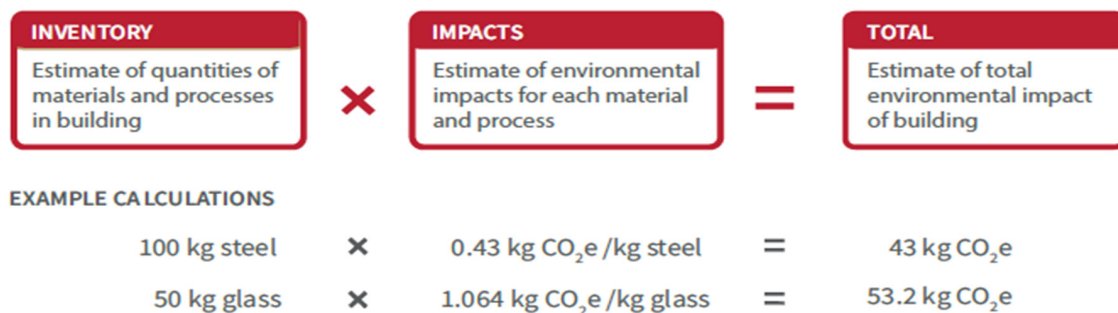 INVENTORY
Estimate of quantities of
materials and processes
in building
×
IMPACTS
Estimate of environmental
impacts for each material
and process
=
TOTAL
Estimate of total
environmental impact
of building
EXAMPLE CALCULATIONS
100 kg steel × 0.43 kg CO₂e/kg steel = 43 kg CO₂e
50 kg glass × 1.064 kg CO₂e/kg glass = 53.2 kg CO₂e